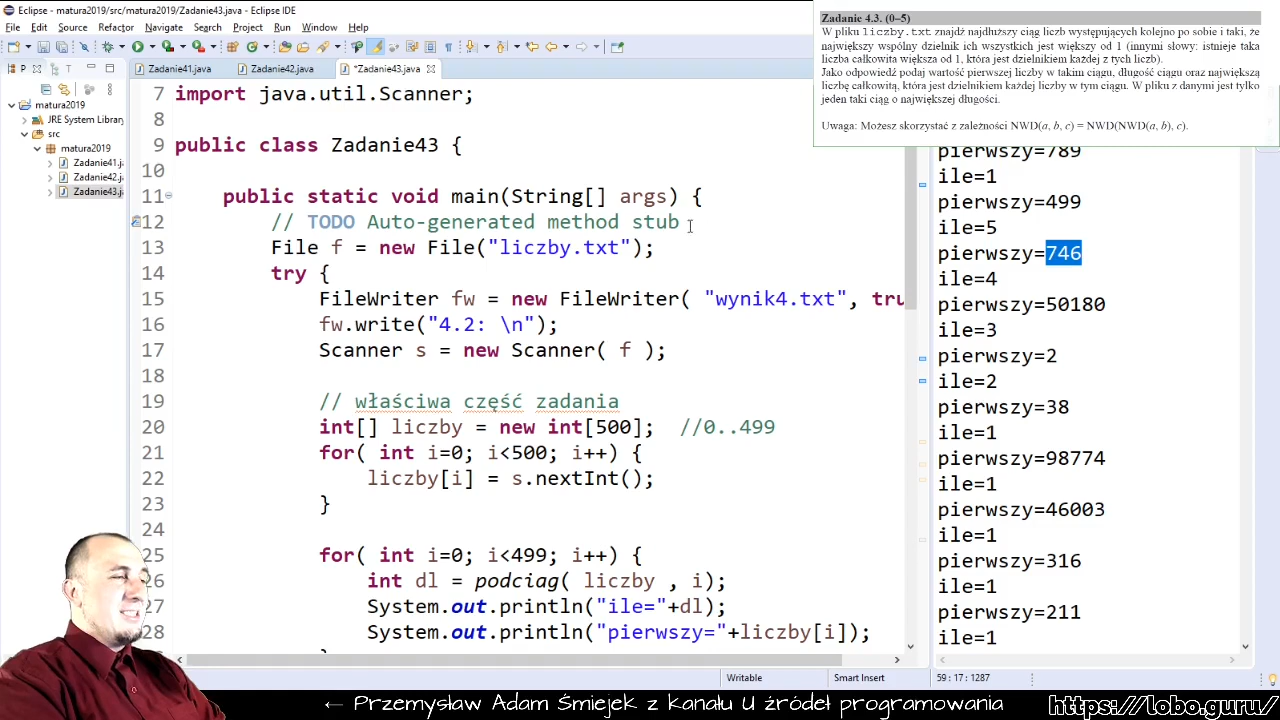 Eclipse - matura2019/src/matura2019/Zadanie43.java - Eclipse IDE
File Edit Source Refactor Navigate Search Project Run Window Help
Zadanie 4.3. (0–5)
W pliku liczby.txt znajdź najdłuższy ciąg liczb występujących kolejno po sobie i taki, że
największy wspólny dzielnik ich wszystkich jest większy od 1 (innymi słowy: istnieje taka
liczba całkowita większa od 1, która jest dzielnikiem każdej z tych liczb).
Jako odpowiedź podaj wartość pierwszej liczby w takim ciągu, długość ciągu oraz największą
liczbę całkowitą, która jest dzielnikiem każdej liczby w tym ciągu. W pliku z danymi jest tylko
jeden taki ciąg o największej długości.
Uwaga: Możesz skorzystać z zależności NWD(a, b, c) = NWD(NWD(a, b), c).
P
Zadanie41.java Zadanie42.java *Zadanie43.java
matura2019
JRE System Library
src
matura2019
Zadanie41.j
Zadanie42.j
Zadanie43.j
7 import java.util.Scanner;
8
9 public class Zadanie43 {
10
11 public static void main(String[] args) {
12 // TODO Auto-generated method stub
13 File f = new File("liczby.txt");
14 try {
15 FileWriter fw = new FileWriter( "wynik4.txt", tru
16 fw.write("4.2: \n");
17 Scanner s = new Scanner( f );
18
19 // właściwa część zadania
20 int[] liczby = new int[500]; //0..499
21 for( int i=0; i<500; i++) {
22 liczby[i] = s.nextInt();
23 }
24
25 for( int i=0; i<499; i++) {
26 int dl = podciag( liczby , i);
27 System.out.println("ile="+dl);
28 System.out.println("pierwszy="+liczby[i]);
pierwszy=789
ile=1
pierwszy=499
ile=5
pierwszy=746
ile=4
pierwszy=50180
ile=3
pierwszy=2
ile=2
pierwszy=38
ile=1
pierwszy=98774
ile=1
pierwszy=46003
ile=1
pierwszy=316
ile=1
pierwszy=211
ile=1
Writable Smart Insert 59 : 17 : 1287
← Przemysław Adam Śmiejek z kanału U źródeł programowania https://lobo.guru/